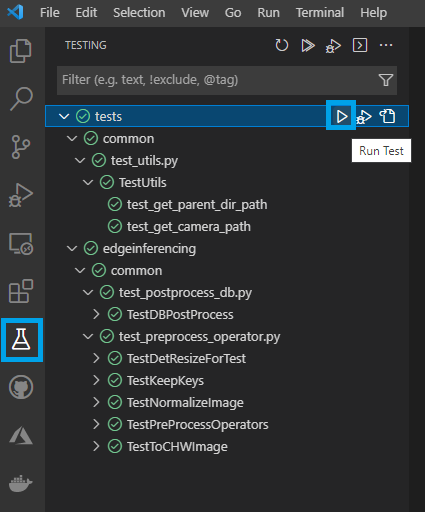 File Edit View Go Run Terminal Help
TESTING
Filter (e.g. text, !exclude, @tag)
tests
Run Test
common
test_utils.py
TestUtils
test_get_parent_dir_path
test_get_camera_path
edgeinferencing
common
test_postprocess_db.py
TestDBPostProcess
test_preprocess_operator.py
TestDetResizeForTest
TestKeepKeys
TestNormalizeImage
TestPreProcessOperators
TestToCHWImage